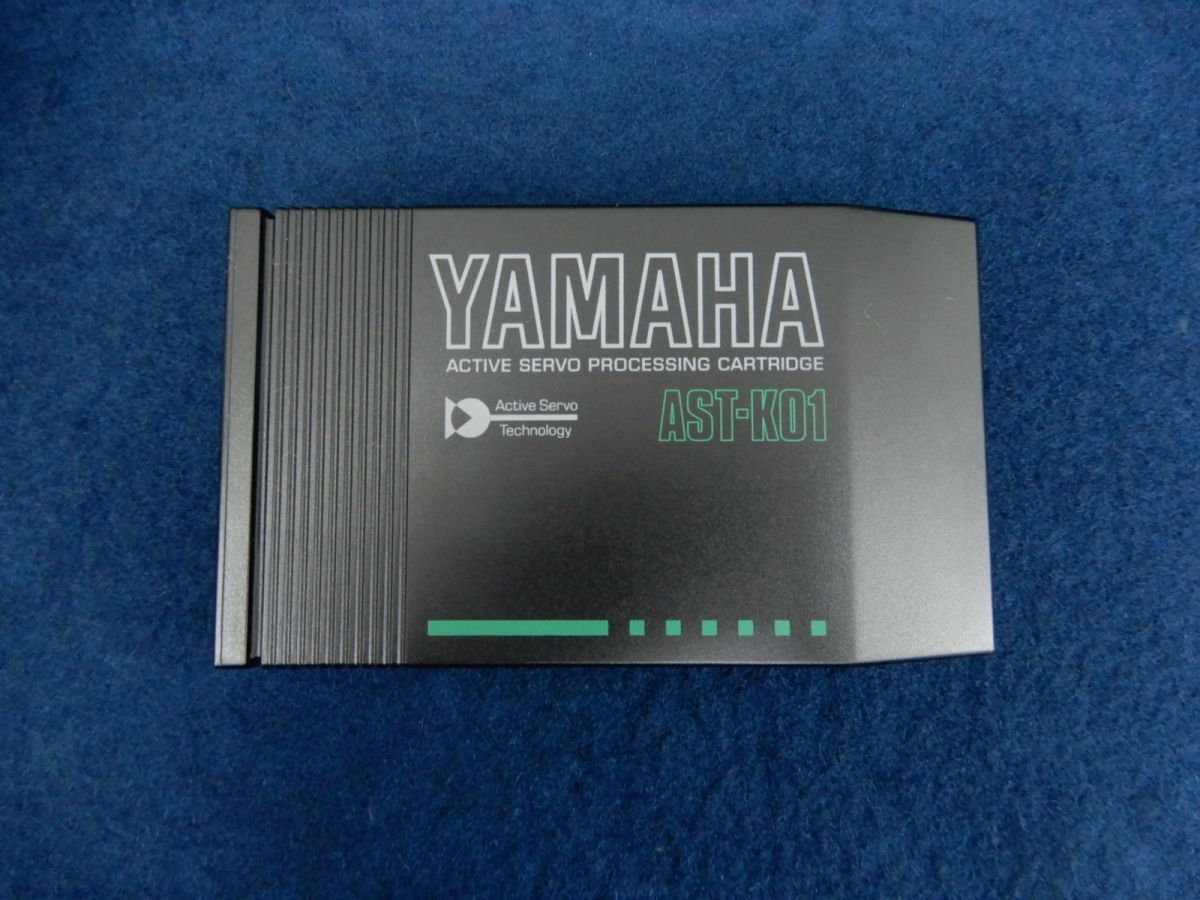 YAMAHA
ACTIVE SERVO PROCESSING CARTRIDGE
Active Servo
Technology
AST-K01